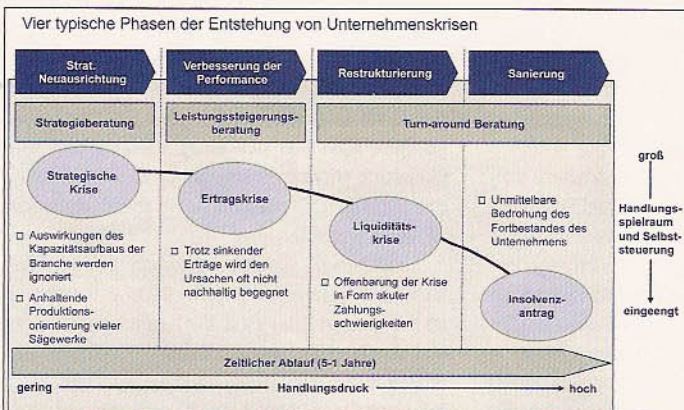 Vier typische Phasen der Entstehung von Unternehmenskrisen
Strat.
Neuausrichtung
Verbesserung der
Performance
Restrukturierung
Sanierung
Strategieberatung
Leistungssteigerungs-
beratung
Turn-around Beratung
Strategische
Krise
Ertragskrise
Liquiditäts-
krise
Insolvenz-
antrag
□ Auswirkungen des
Kapazitätsaufbaus der
Branche werden
ignoriert
□ Anhaltende
Produktions-
orientierung vieler
Sägewerke
□ Trotz sinkender
Erträge wird den
Ursachen oft nicht
nachhaltig begegnet
□ Offenbarung der Krise
in Form akuter
Zahlungs-
schwierigkeiten
□ Unmittelbare
Bedrohung des
Fortbestandes des
Unternehmens
groß
Handlungs-
spielraum
und Selbst-
steuerung
eingeengt
Zeitlicher Ablauf (5-1 Jahre)
gering Handlungsdruck hoch